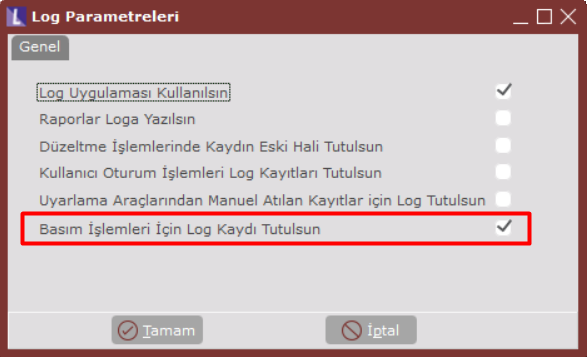 Log Parametreleri
Genel
Log Uygulaması Kullanılsın
Raporlar Loga Yazılsın
Düzeltme İşlemlerinde Kaydın Eski Hali Tutulsun
Kullanıcı Oturum İşlemleri Log Kayıtları Tutulsun
Uyarlama Araçlarından Manuel Atılan Kayıtlar için Log Tutulsun
Basım İşlemleri İçin Log Kaydı Tutulsun
Tamam
İptal